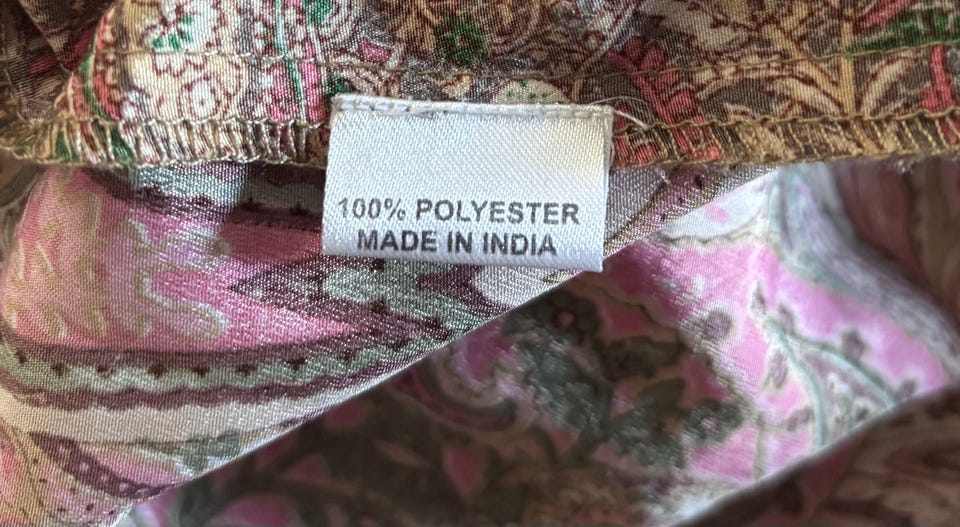 100% POLYESTER
MADE IN INDIA